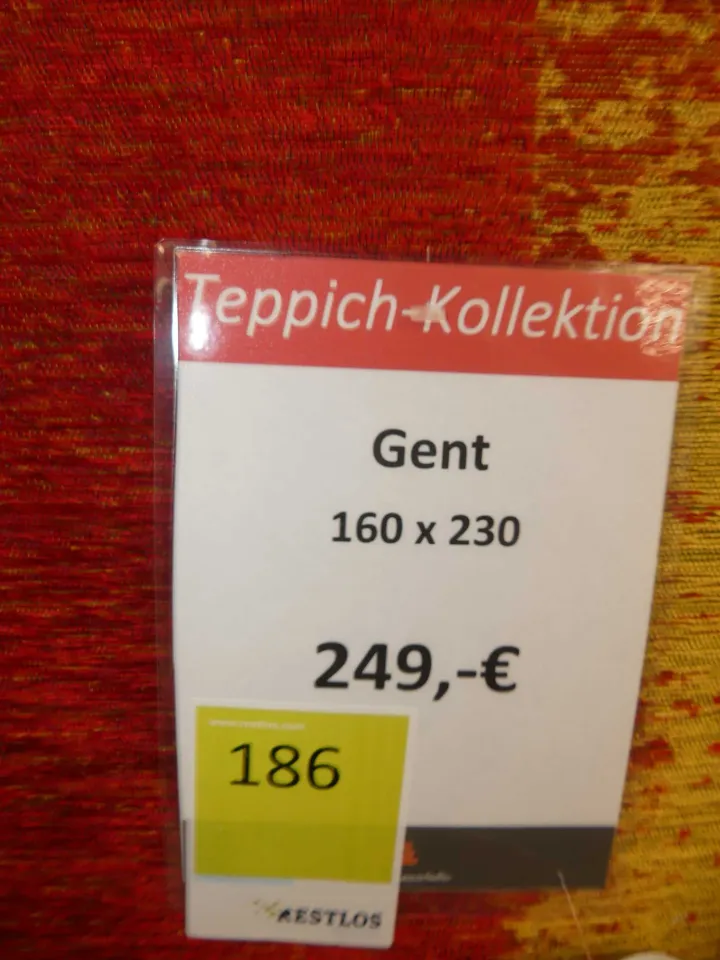 Teppich-Kollektion
Gent
160 x 230
249,-€
186
RESTLOS